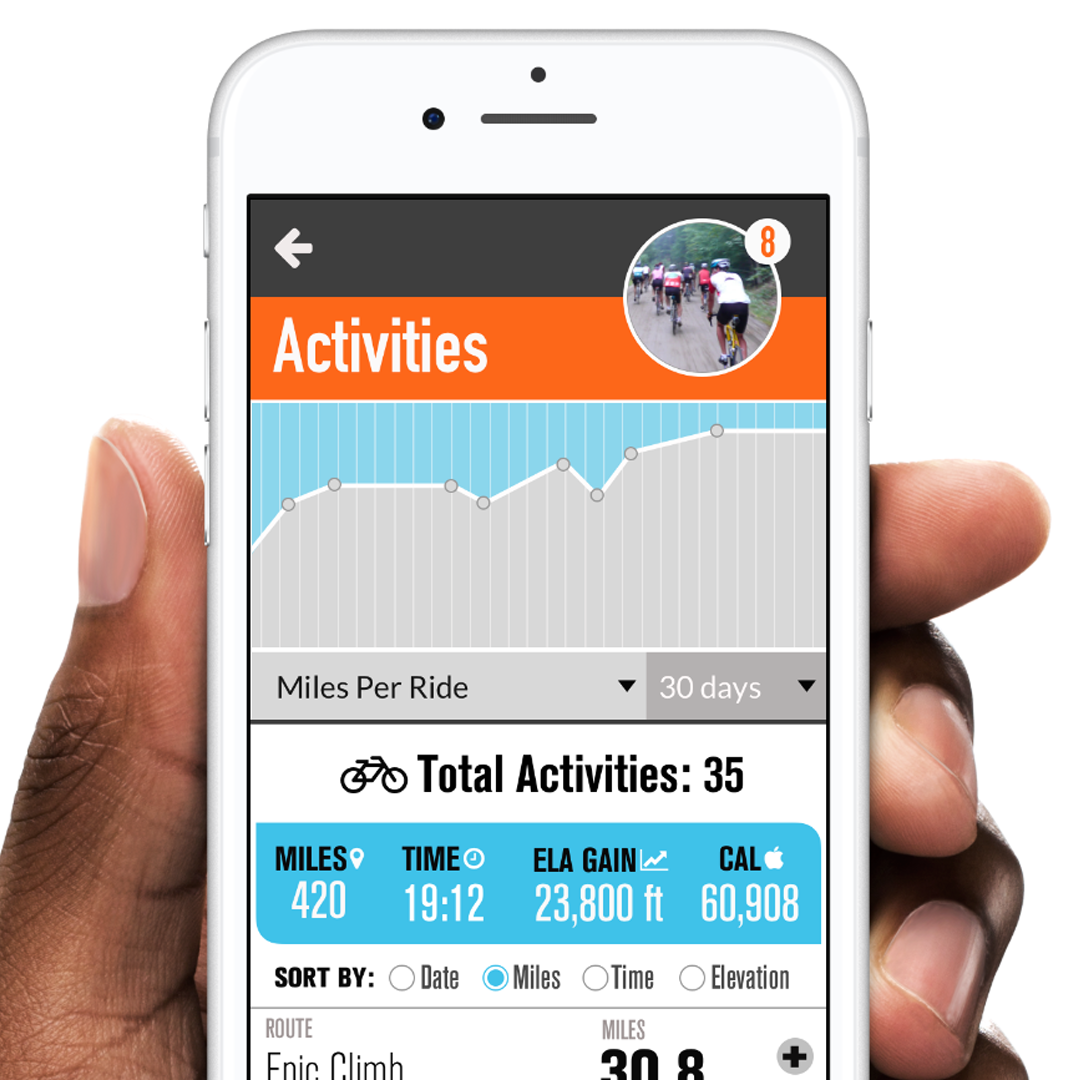 8
Activities
Miles Per Ride
30 days
Total Activities: 35
MILES TIME ELA GAIN CAL
420 19:12 23,800 ft 60,908
SORT BY: Date Miles Time Elevation
ROUTE MILES
Epic Climb 30.8